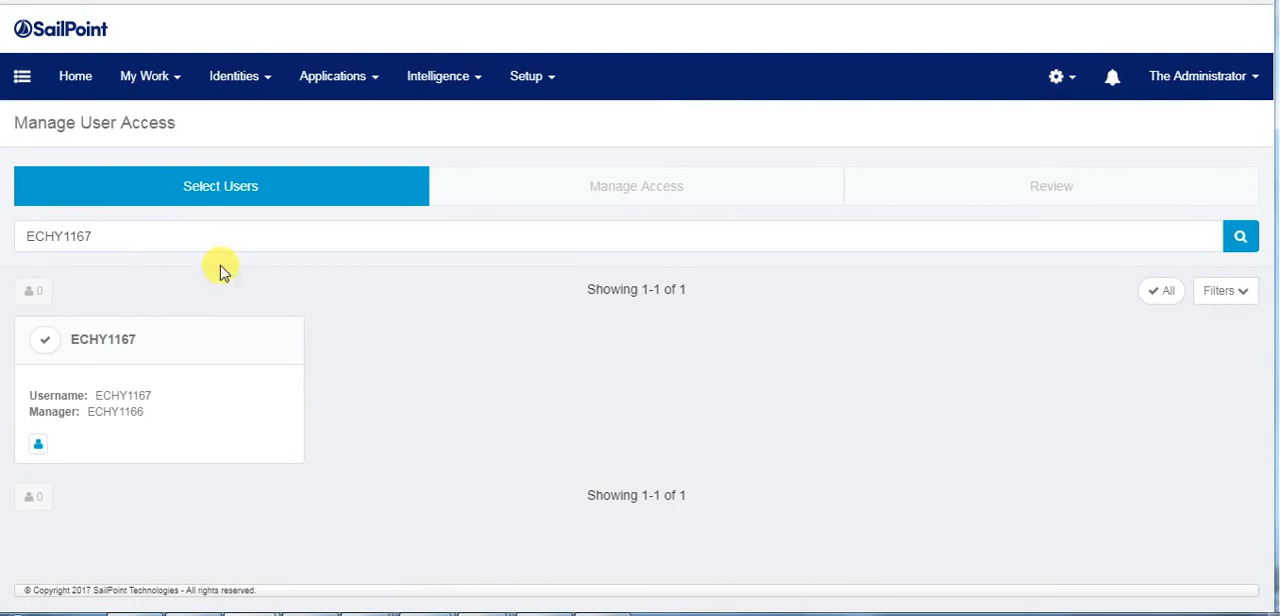 SailPoint
Home My Work Identities Applications Intelligence Setup The Administrator
Manage User Access
Select Users Manage Access Review
ECHY1167
0 Showing 1-1 of 1 All Filters
ECHY1167
Username: ECHY1167
Manager: ECHY1166
0 Showing 1-1 of 1
© Copyright 2017 SailPoint Technologies - All rights reserved.